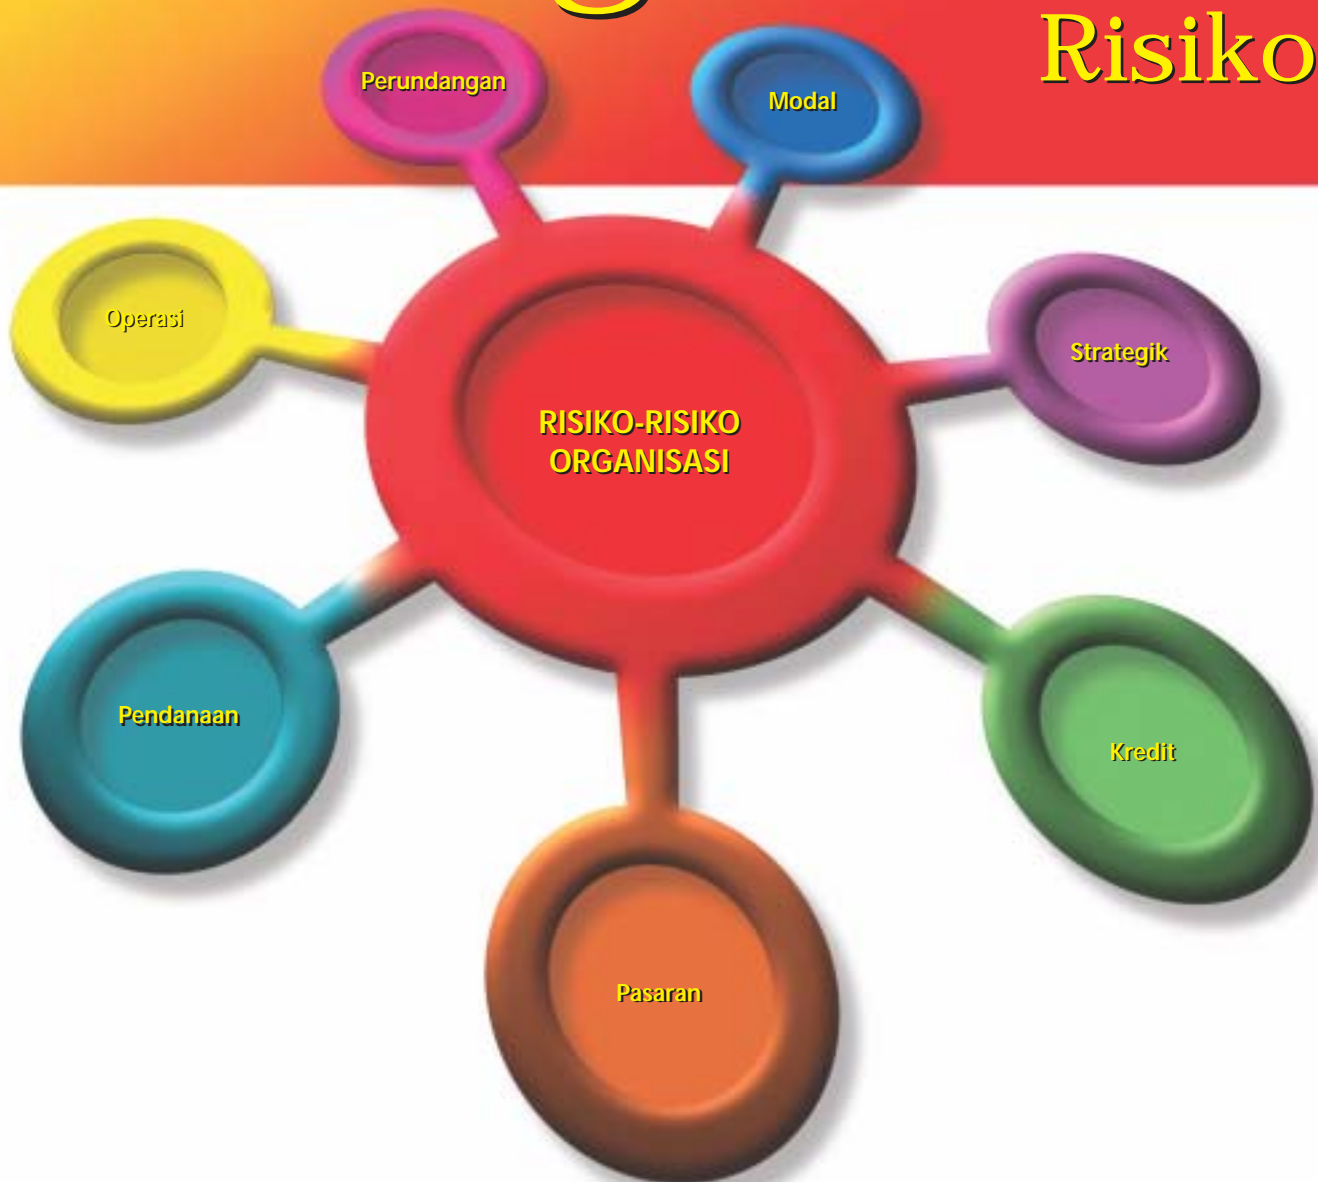 Risiko
Perundangan
Modal
Operasi
Strategik
RISIKO-RISIKO
ORGANISASI
Pendanaan
Kredit
Pasaran